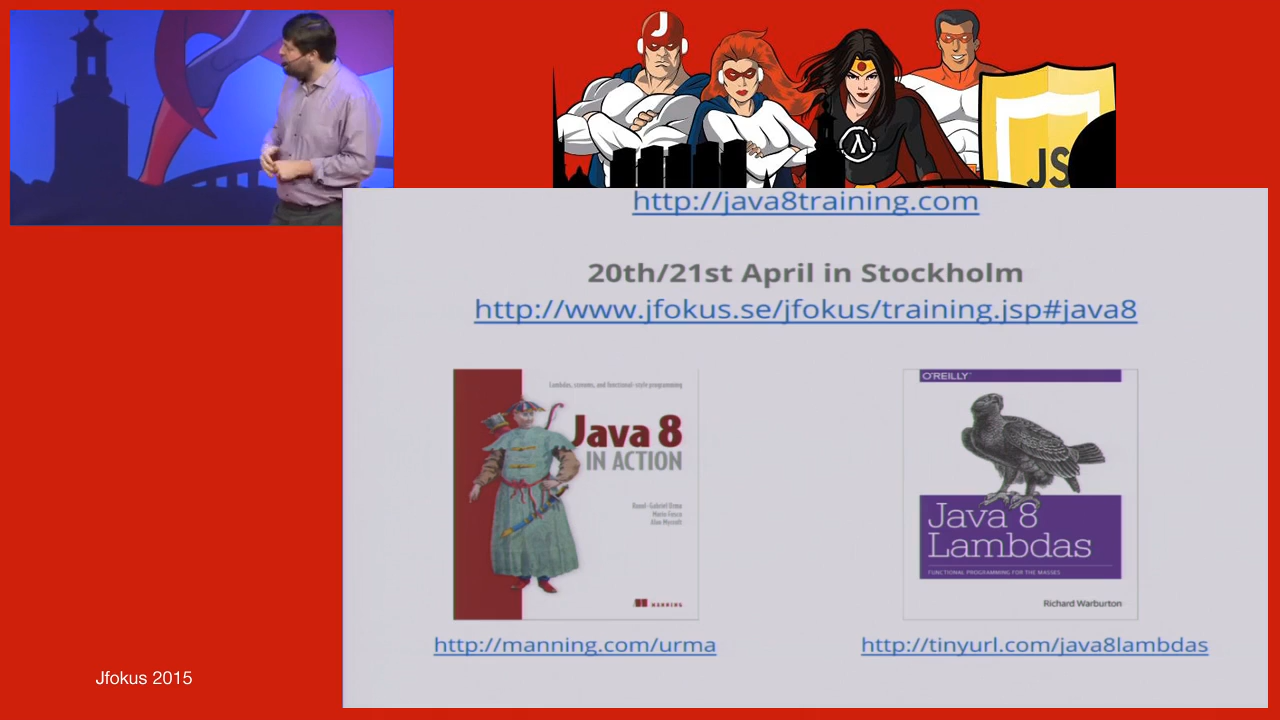 J
JS
http://java8training.com
20th/21st April in Stockholm
http://www.jfokus.se/jfokus/training.jsp#java8
Lambdas, streams, and functional-style programming
Java 8
IN ACTION
Raoul-Gabriel Urma
Mario Fusco
Alan Mycroft
MANNING
http://manning.com/urma
O'REILLY
Java 8
Lambdas
FUNCTIONAL PROGRAMMING FOR THE MASSES
Richard Warburton
http://tinyurl.com/java8lambdas
Jfokus 2015